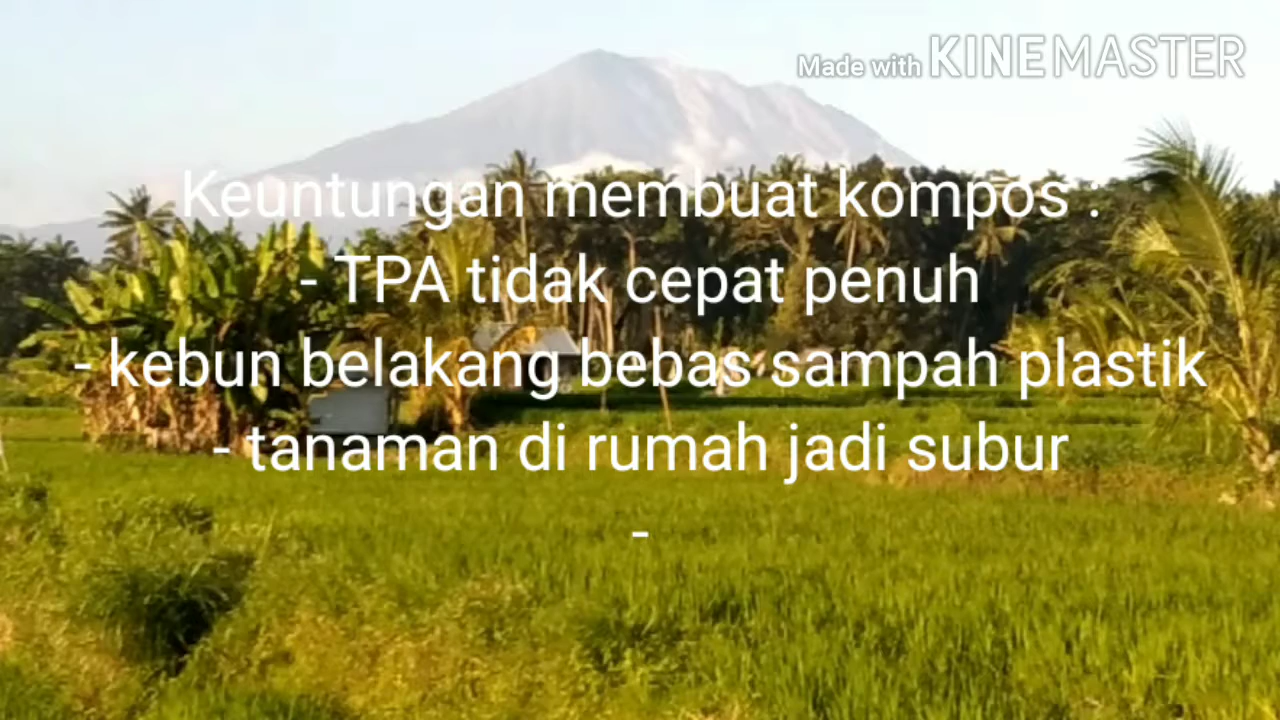 Made with KINEMASTER
Keuntungan membuat kompos :
- TPA tidak cepat penuh
- kebun belakang bebas sampah plastik
- tanaman di rumah jadi subur
-